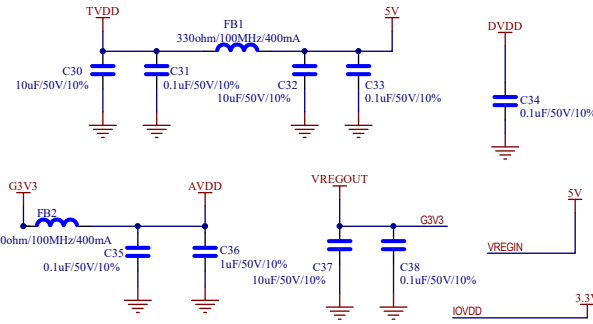 TVDD
FB1
330ohm/100MHz/400mA
5V
DVDD
C30
10uF/50V/10%
C31
0.1uF/50V/10%
C32
10uF/50V/10%
C33
0.1uF/50V/10%
C34
0.1uF/50V/10%
G3V3
FB2
0ohm/100MHz/400mA
AVDD
C35
0.1uF/50V/10%
C36
1uF/50V/10%
VREGOUT
G3V3
C37
10uF/50V/10%
C38
0.1uF/50V/10%
5V
VREGIN
IOVDD
3.3V